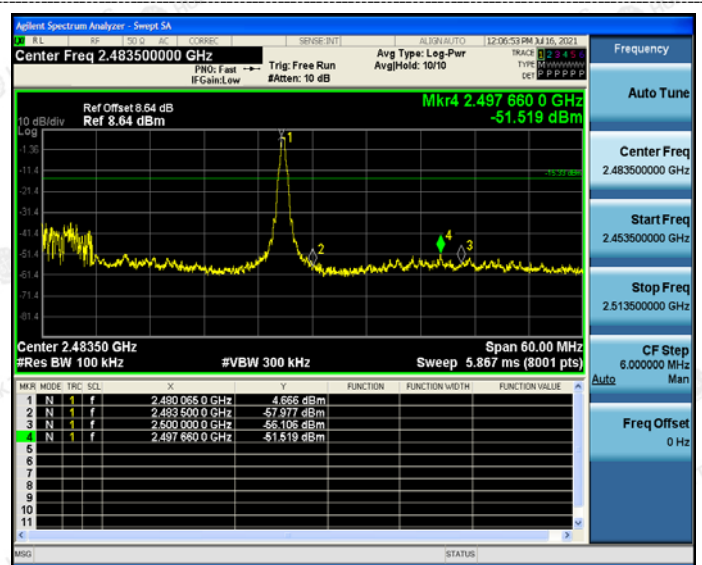 Agilent Spectrum Analyzer - Swept SA
RL RF 50 Ω AC CORREC SENSE:INT ALIGNAUTO 12:06:53 PM Jul 16, 2021
Center Freq 2.483500000 GHz
PNO: Fast
IFGain:Low
Trig: Free Run
#Atten: 10 dB
Avg Type: Log-Pwr
Avg|Hold: 10/10
TRACE 1 2 3 4 5 6
TYPE
DET P P P P P P
Ref Offset 8.64 dB
10 dB/div Ref 8.64 dBm
Log
Mkr4 2.497 660 0 GHz
-51.519 dBm
-1.36
-11.4
-21.4
-31.4
-41.4
-51.4
-61.4
-71.4
-81.4
1
2
4
3
Center 2.48350 GHz Span 60.00 MHz
#Res BW 100 kHz #VBW 300 kHz Sweep 5.867 ms (8001 pts)
MKR MODE TRC SCL X Y FUNCTION FUNCTION WIDTH FUNCTION VALUE
1 N 1 f 2.480 065 0 GHz 4.666 dBm
2 N 1 f 2.483 500 0 GHz -57.977 dBm
3 N 1 f 2.500 000 0 GHz -56.106 dBm
4 N 1 f 2.497 660 0 GHz -51.519 dBm
5
6
7
8
9
10
11
MSG STATUS
Frequency
Auto Tune
Center Freq
2.483500000 GHz
Start Freq
2.453500000 GHz
Stop Freq
2.513500000 GHz
CF Step
6.000000 MHz
Auto Man
Freq Offset
0 Hz